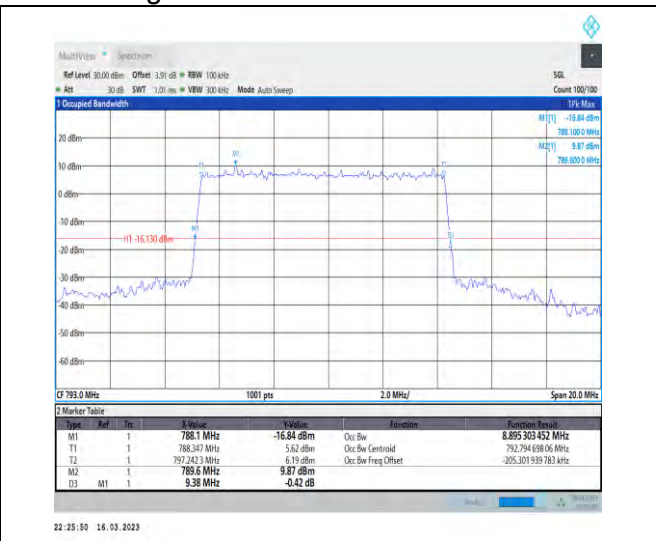 MultiView Spectrum
Ref Level 30.00 dBm Offset 3.91 dB RBW 100 kHz SGL
Att 30 dB SWT 1.01 ms VBW 300 kHz Mode Auto Sweep Count 100/100
1 Occupied Bandwidth 1Pk Max
M1[1] -16.84 dBm
788.100 0 MHz
M2[1] 9.87 dBm
789.600 0 MHz
20 dBm
M2
T1 T2
10 dBm
0 dBm
-10 dBm
M1
D3
H1 -16.130 dBm
-20 dBm
-30 dBm
-40 dBm
-50 dBm
-60 dBm
CF 793.0 MHz 1001 pts 2.0 MHz/ Span 20.0 MHz
2 Marker Table
Type Ref Trc X-Value Y-Value Function Function Result
M1 1 788.1 MHz -16.84 dBm Occ Bw 8.895 303 452 MHz
T1 1 788.347 MHz 5.62 dBm Occ Bw Centroid 792.794 698 06 MHz
T2 1 797.242 3 MHz 6.19 dBm Occ Bw Freq Offset -205.301 939 783 kHz
M2 1 789.6 MHz 9.87 dBm
D3 M1 1 9.38 MHz -0.42 dB
22:25:50 16.03.2023